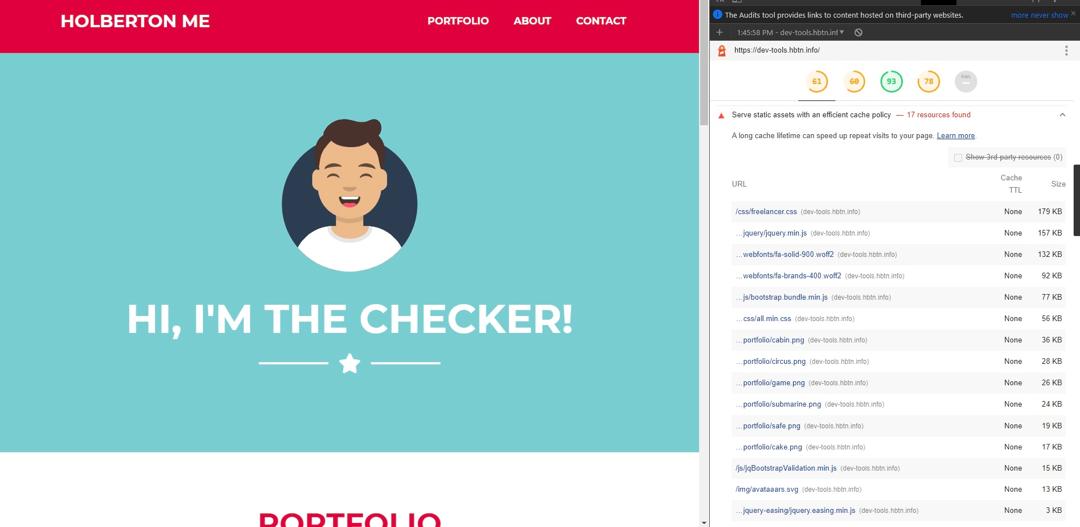 HOLBERTON ME
PORTFOLIO ABOUT CONTACT
HI, I'M THE CHECKER!
PORTFOLIO
The Audits tool provides links to content hosted on third-party websites. more never show ×
+ 1:45:58 PM - dev-tools.hbtn.inf ▾
https://dev-tools.hbtn.info/
61 60 93 78
Serve static assets with an efficient cache policy — 17 resources found
A long cache lifetime can speed up repeat visits to your page. Learn more.
Show 3rd-party resources (0)
URL Cache TTL Size
/css/freelancer.css (dev-tools.hbtn.info) None 179 KB
…jquery/jquery.min.js (dev-tools.hbtn.info) None 157 KB
…webfonts/fa-solid-900.woff2 (dev-tools.hbtn.info) None 132 KB
…webfonts/fa-brands-400.woff2 (dev-tools.hbtn.info) None 92 KB
…js/bootstrap.bundle.min.js (dev-tools.hbtn.info) None 77 KB
…css/all.min.css (dev-tools.hbtn.info) None 56 KB
…portfolio/cabin.png (dev-tools.hbtn.info) None 36 KB
…portfolio/circus.png (dev-tools.hbtn.info) None 28 KB
…portfolio/game.png (dev-tools.hbtn.info) None 26 KB
…portfolio/submarine.png (dev-tools.hbtn.info) None 24 KB
…portfolio/safe.png (dev-tools.hbtn.info) None 19 KB
…portfolio/cake.png (dev-tools.hbtn.info) None 17 KB
/js/jqBootstrapValidation.min.js (dev-tools.hbtn.info) None 15 KB
/img/avataaars.svg (dev-tools.hbtn.info) None 13 KB
…jquery-easing/jquery.easing.min.js (dev-tools.hbtn.info) None 3 KB